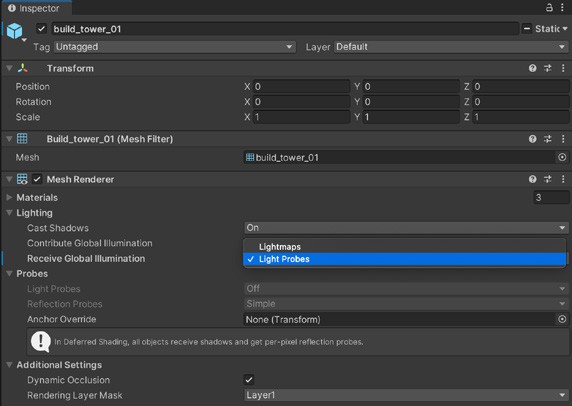 Inspector
build_tower_01 Static
Tag Untagged Layer Default
Transform
Position X 0 Y 0 Z 0
Rotation X 0 Y 0 Z 0
Scale X 1 Y 1 Z 1
Build_tower_01 (Mesh Filter)
Mesh build_tower_01
Mesh Renderer
Materials 3
Lighting
Cast Shadows On
Contribute Global Illumination
Lightmaps
Receive Global Illumination Light Probes
Probes
Light Probes Off
Reflection Probes Simple
Anchor Override None (Transform)
In Deferred Shading, all objects receive shadows and get per-pixel reflection probes.
Additional Settings
Dynamic Occlusion
Rendering Layer Mask Layer1